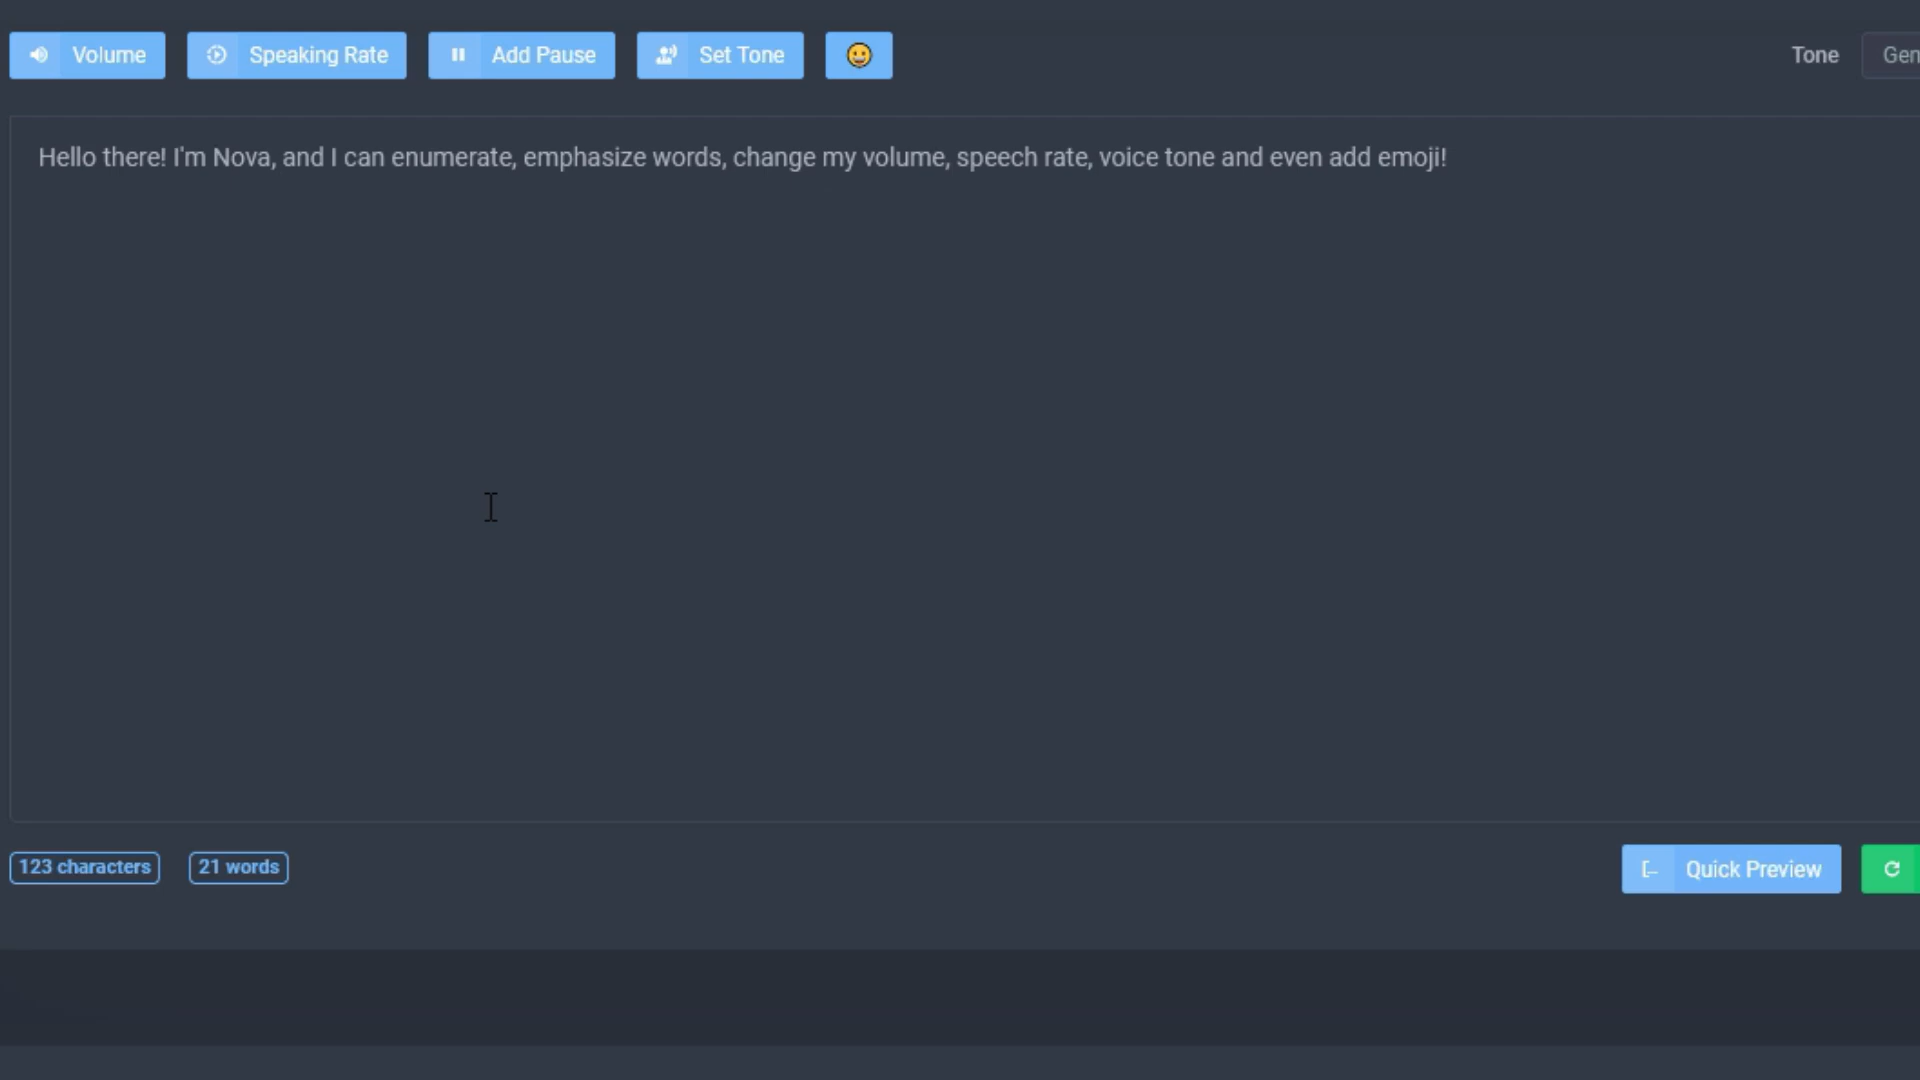 Volume Speaking Rate Add Pause Set Tone Tone
Hello there! I'm Nova, and I can enumerate, emphasize words, change my volume, speech rate, voice tone and even add emoji!
123 characters 21 words Quick Preview